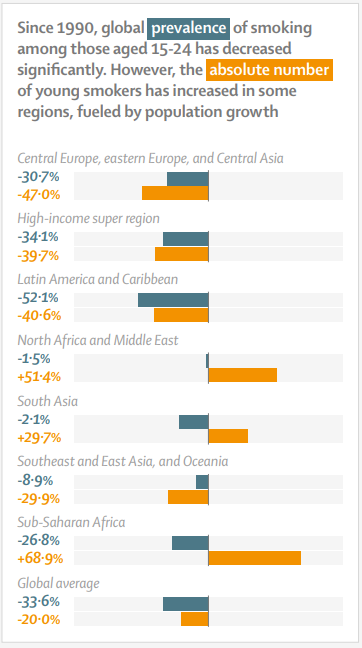 Since 1990, global prevalence of smoking
among those aged 15-24 has decreased
significantly. However, the absolute number
of young smokers has increased in some
regions, fueled by population growth
Central Europe, eastern Europe, and Central Asia
-30·7%
-47·0%
High-income super region
-34·1%
-39·7%
Latin America and Caribbean
-52·1%
-40·6%
North Africa and Middle East
-1·5%
+51·4%
South Asia
-2·1%
+29·7%
Southeast and East Asia, and Oceania
-8·9%
-29·9%
Sub-Saharan Africa
-26·8%
+68·9%
Global average
-33·6%
-20·0%